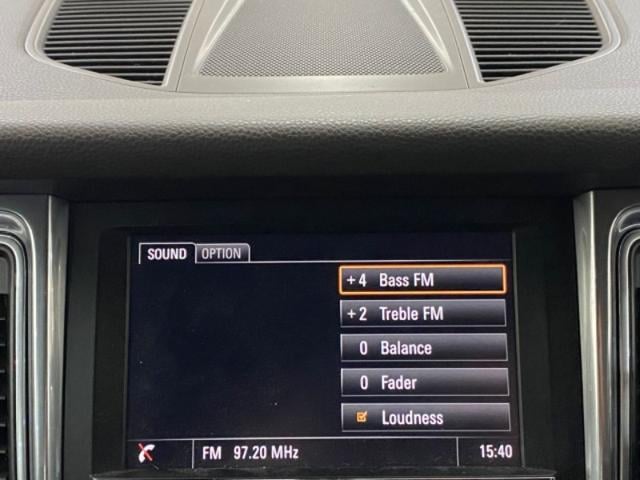 SOUND OPTION
+4 Bass FM
+2 Treble FM
0 Balance
0 Fader
Loudness
FM 97.20 MHz 15:40